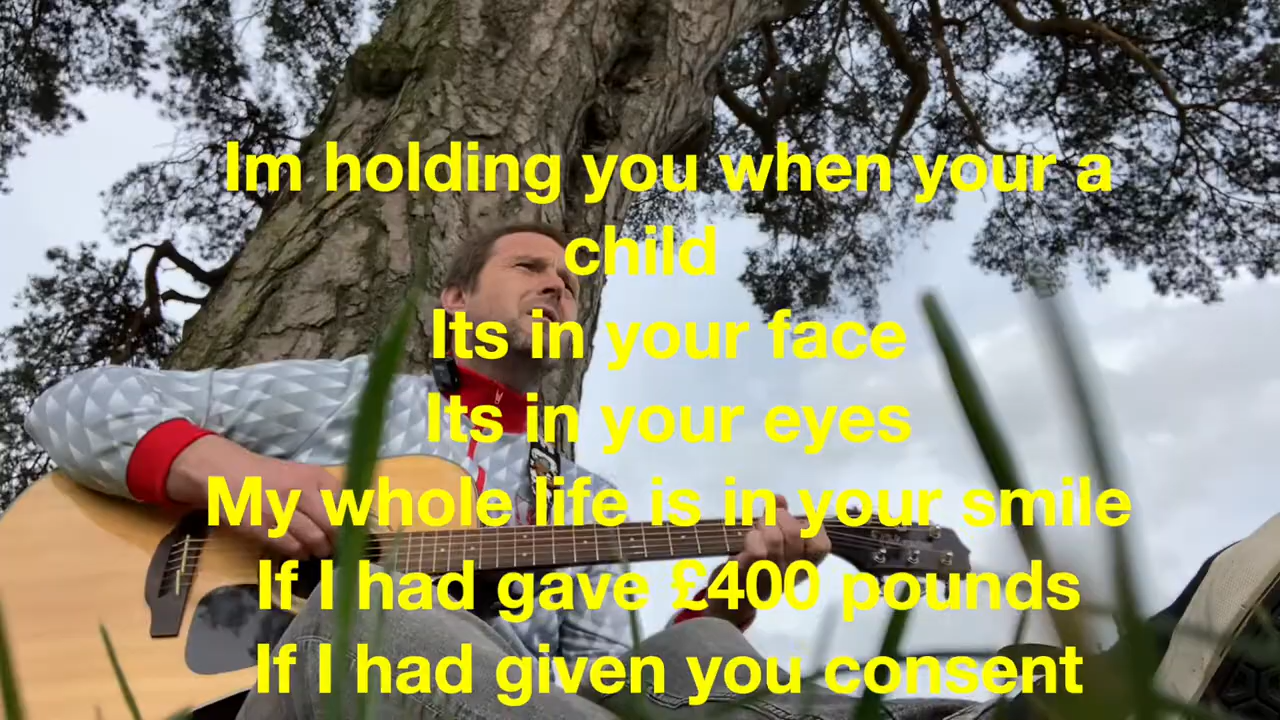 Im holding you when your a
child
Its in your face
Its in your eyes
My whole life is in your smile
If I had gave £400 pounds
If I had given you consent